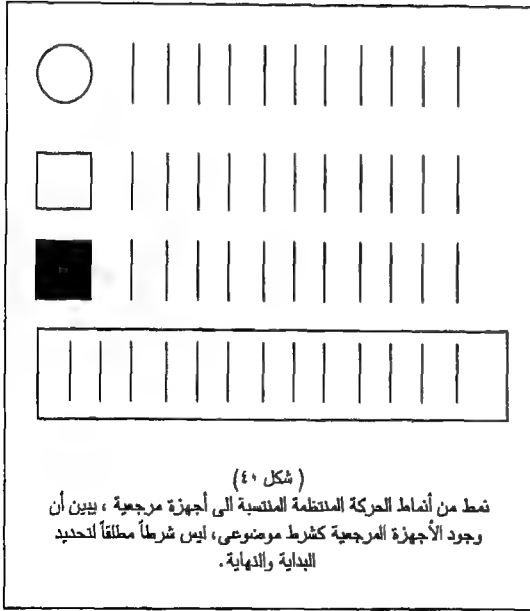 ( شكل ٤٠)
نمط من أنماط الحركة المنتظمة المنتسبة الى أجهزة مرجعية ، يبين أن
وجود الأجهزة المرجعية كشرط موضوعى، ليس شرطاً مطلقاً لتحديد
البداية والنهاية .